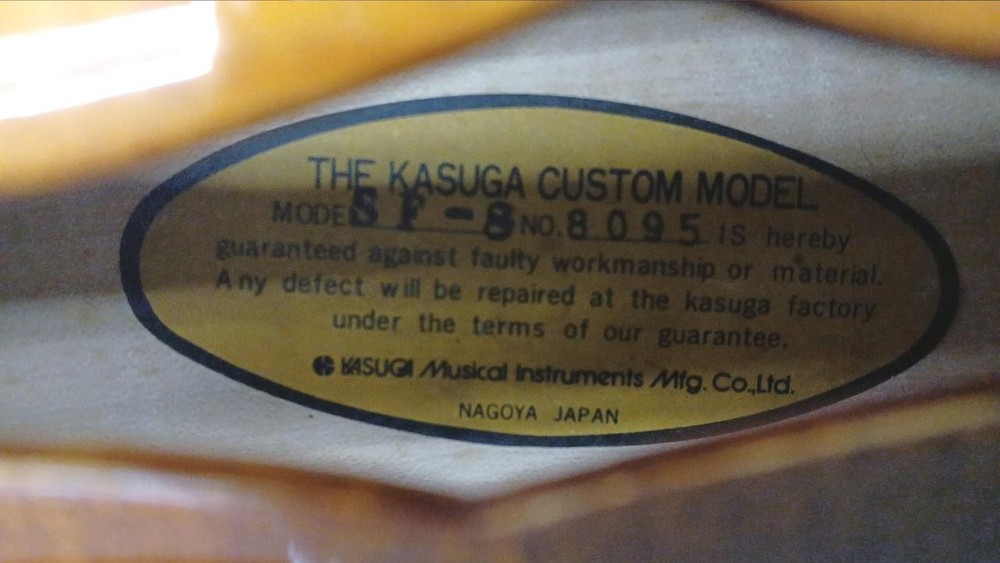 THE KASUGA CUSTOM MODEL
MODE SF-8 NO. 8095 IS hereby
guaranteed against faulty workmanship or material.
Any defect will be repaired at the kasuga factory
under the terms of our guarantee.
KASUGA Musical Instruments Mfg. Co.,Ltd.
NAGOYA JAPAN